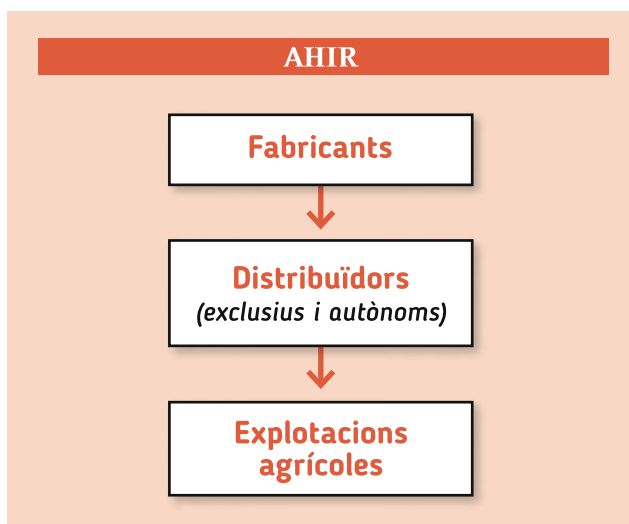 AHIR
Fabricants
Distribuïdors
(exclusius i autònoms)
Explotacions
agrícoles